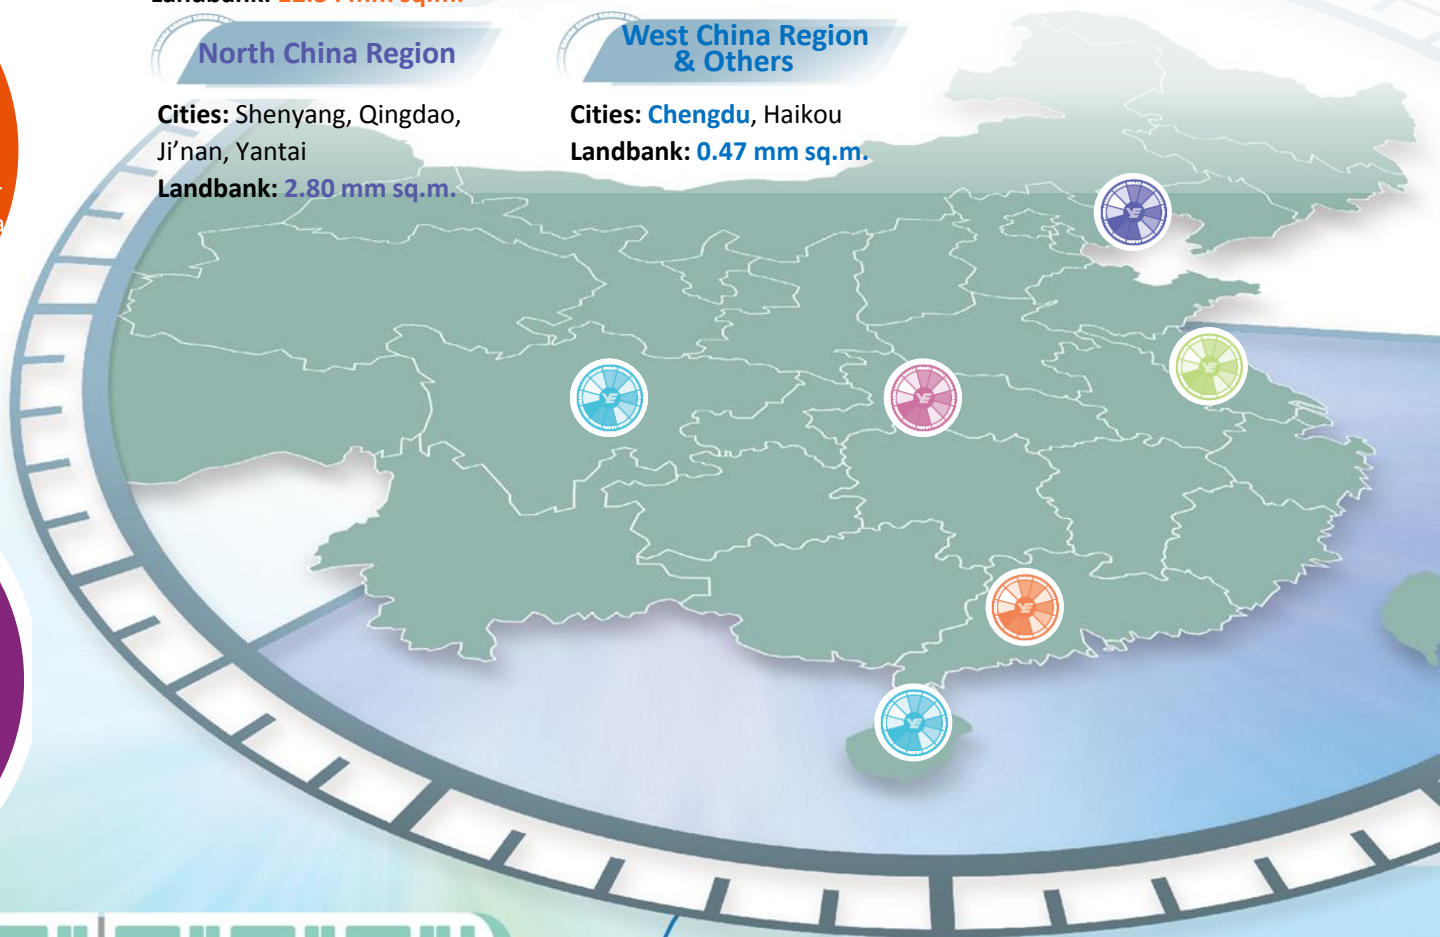 North China Region
Cities: Shenyang, Qingdao,
Ji’nan, Yantai
Landbank: 2.80 mm sq.m.
West China Region
& Others
Cities: Chengdu, Haikou
Landbank: 0.47 mm sq.m.